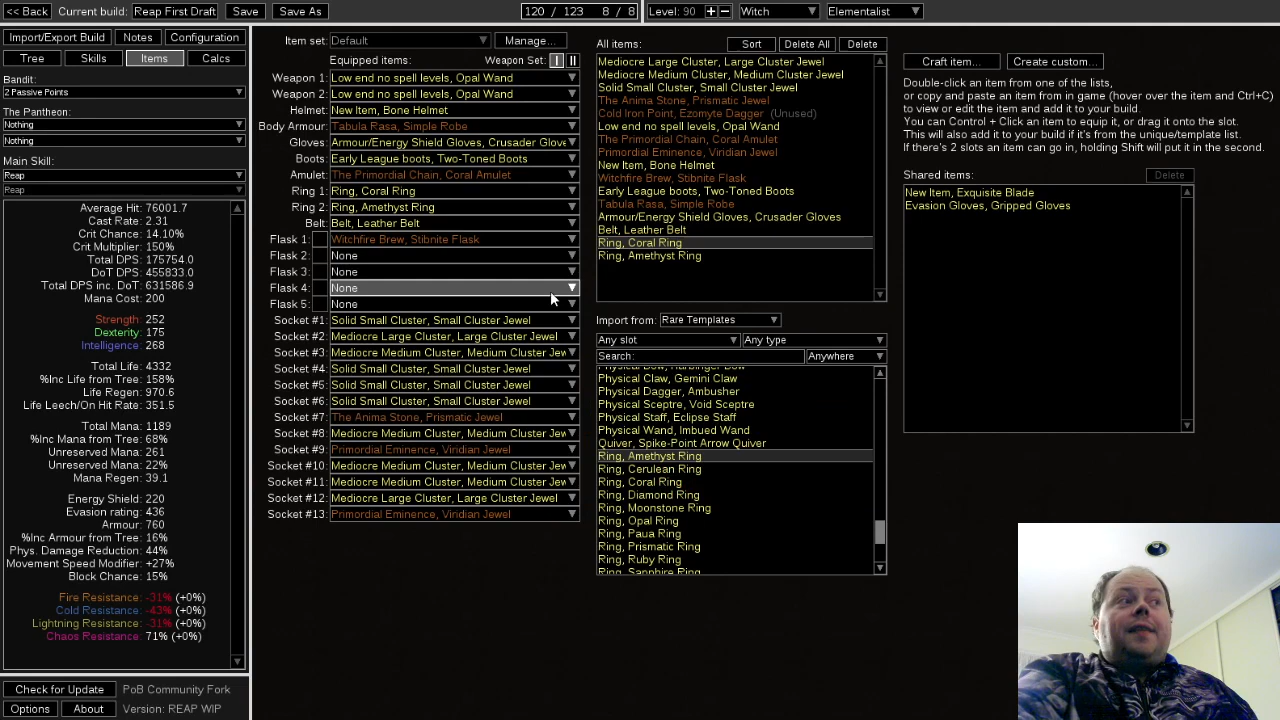 << Back Current build: Reap First Draft Save Save As 120 / 123 8 / 8 Level: 90 Witch Elementalist
Import/Export Build Notes Configuration
Tree Skills Items Calcs
Bandit:
2 Passive Points
The Pantheon:
Nothing
Nothing
Main Skill:
Reap
Reap
Average Hit: 76001.7
Cast Rate: 2.31
Crit Chance: 14.10%
Crit Multiplier: 150%
Total DPS: 175754.0
DoT DPS: 455833.0
Total DPS inc. DoT: 631586.9
Mana Cost: 200
Strength: 252
Dexterity: 175
Intelligence: 268
Total Life: 4332
%Inc Life from Tree: 158%
Life Regen: 970.6
Life Leech/On Hit Rate: 351.5
Total Mana: 1189
%Inc Mana from Tree: 68%
Unreserved Mana: 261
Unreserved Mana: 22%
Mana Regen: 39.1
Energy Shield: 220
Evasion rating: 436
Armour: 760
%Inc Armour from Tree: 16%
Phys. Damage Reduction: 44%
Movement Speed Modifier: +27%
Block Chance: 15%
Fire Resistance: -31% (+0%)
Cold Resistance: -43% (+0%)
Lightning Resistance: -31% (+0%)
Chaos Resistance: 71% (+0%)
Check for Update PoB Community Fork
Options About Version: REAP WIP
Item set: Default Manage...
Equipped items: Weapon Set: I II
Weapon 1: Low end no spell levels, Opal Wand
Weapon 2: Low end no spell levels, Opal Wand
Helmet: New Item, Bone Helmet
Body Armour: Tabula Rasa, Simple Robe
Gloves: Armour/Energy Shield Gloves, Crusader Glove
Boots: Early League boots, Two-Toned Boots
Amulet: The Primordial Chain, Coral Amulet
Ring 1: Ring, Coral Ring
Ring 2: Ring, Amethyst Ring
Belt: Belt, Leather Belt
Flask 1: Witchfire Brew, Stibnite Flask
Flask 2: None
Flask 3: None
Flask 4: None
Flask 5: None
Socket #1: Solid Small Cluster, Small Cluster Jewel
Socket #2: Mediocre Large Cluster, Large Cluster Jewel
Socket #3: Mediocre Medium Cluster, Medium Cluster Jew
Socket #4: Solid Small Cluster, Small Cluster Jewel
Socket #5: Solid Small Cluster, Small Cluster Jewel
Socket #6: Solid Small Cluster, Small Cluster Jewel
Socket #7: The Anima Stone, Prismatic Jewel
Socket #8: Mediocre Medium Cluster, Medium Cluster Jew
Socket #9: Primordial Eminence, Viridian Jewel
Socket #10: Mediocre Medium Cluster, Medium Cluster Jew
Socket #11: Mediocre Medium Cluster, Medium Cluster Jew
Socket #12: Mediocre Large Cluster, Large Cluster Jewel
Socket #13: Primordial Eminence, Viridian Jewel
All items: Sort Delete All Delete
Mediocre Large Cluster, Large Cluster Jewel
Mediocre Medium Cluster, Medium Cluster Jewel
Solid Small Cluster, Small Cluster Jewel
The Anima Stone, Prismatic Jewel
Cold Iron Point, Ezomyte Dagger (Unused)
Low end no spell levels, Opal Wand
The Primordial Chain, Coral Amulet
Primordial Eminence, Viridian Jewel
New Item, Bone Helmet
Witchfire Brew, Stibnite Flask
Early League boots, Two-Toned Boots
Tabula Rasa, Simple Robe
Armour/Energy Shield Gloves, Crusader Gloves
Belt, Leather Belt
Ring, Coral Ring
Ring, Amethyst Ring
Import from: Rare Templates
Any slot Any type
Search: Anywhere
Physical Bow, Harbinger Bow
Physical Claw, Gemini Claw
Physical Dagger, Ambusher
Physical Sceptre, Void Sceptre
Physical Staff, Eclipse Staff
Physical Wand, Imbued Wand
Quiver, Spike-Point Arrow Quiver
Ring, Amethyst Ring
Ring, Cerulean Ring
Ring, Coral Ring
Ring, Diamond Ring
Ring, Moonstone Ring
Ring, Opal Ring
Ring, Paua Ring
Ring, Prismatic Ring
Ring, Ruby Ring
Ring, Sapphire Ring
Craft item... Create custom...
Double-click an item from one of the lists,
or copy and paste an item from in game (hover over the item and Ctrl+C)
to view or edit the item and add it to your build.
You can Control + Click an item to equip it, or drag it onto the slot.
This will also add it to your build if it's from the unique/template list.
If there's 2 slots an item can go in, holding Shift will put it in the second.
Shared items: Delete
New Item, Exquisite Blade
Evasion Gloves, Gripped Gloves